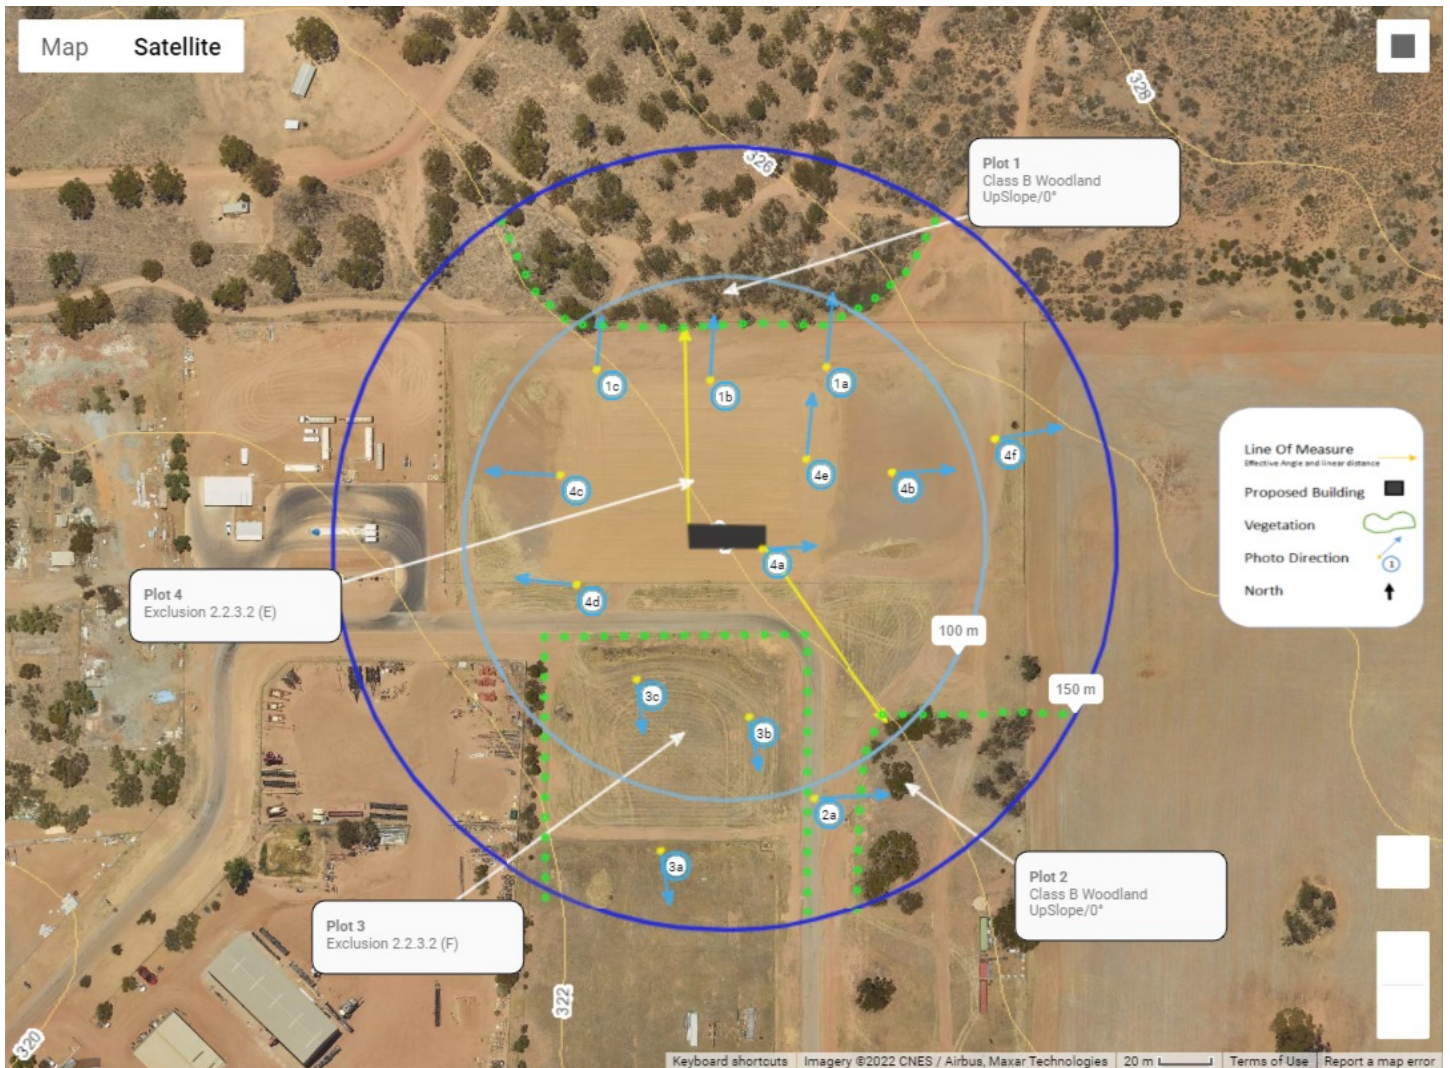 Map Satellite
328
326
Plot 1
Class B Woodland
UpSlope/0°
1c
1b
1a
4f
4e
4c
4b
4a
4d
Plot 4
Exclusion 2.2.3.2 (E)
Line Of Measure
Effective Angle and linear distance
Proposed Building
Vegetation
Photo Direction
1
North
100 m
150 m
3c
3b
2a
3a
Plot 2
Class B Woodland
UpSlope/0°
Plot 3
Exclusion 2.2.3.2 (F)
322
320
Keyboard shortcuts Imagery ©2022 CNES / Airbus, Maxar Technologies 20 m Terms of Use Report a map error